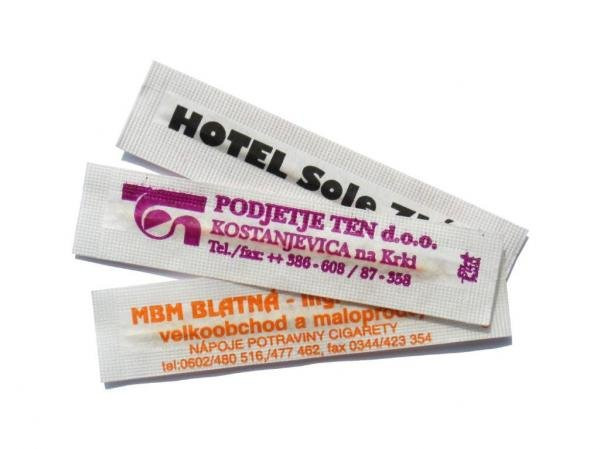 HOTEL Sole
PODJETJE TEN d.o.o.
KOSTANJEVICA na Krki
Tel./fax: ++ 386-608 / 87-358
MBM BLATNÁ -
velkoobchod a maloprodej
NÁPOJE POTRAVINY CIGARETY
tel:0602/480 516,/477 462, fax 0344/423 354